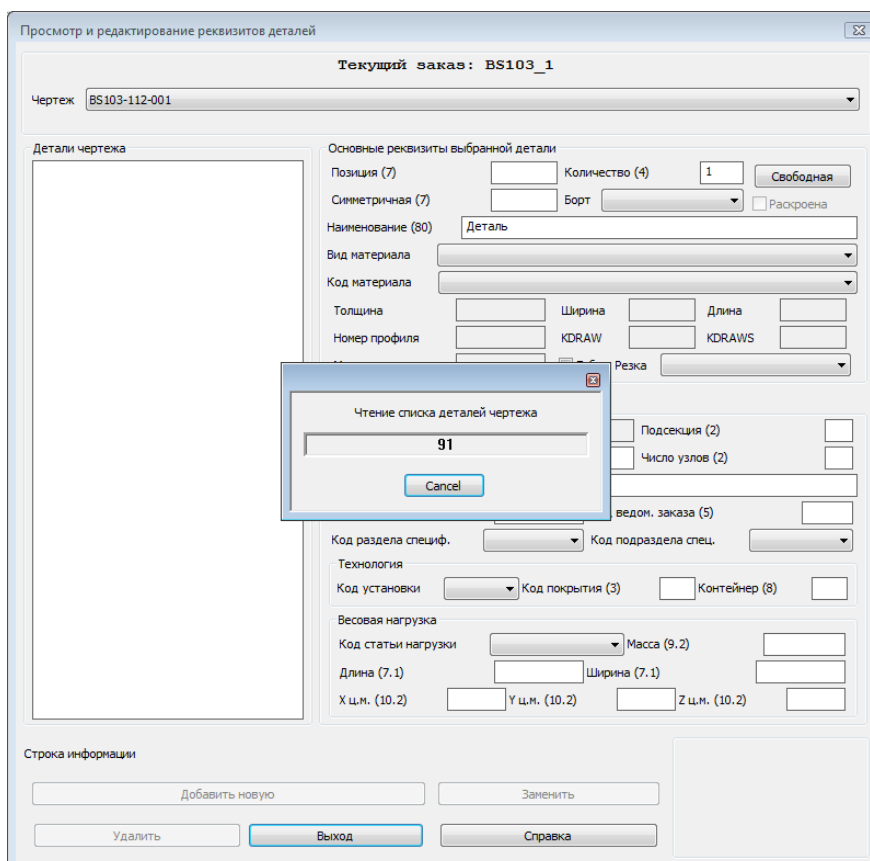 Просмотр и редактирование реквизитов деталей
Текущий заказ: BS103_1
Чертеж BS103-112-001
Детали чертежа
Основные реквизиты выбранной детали
Позиция (7) Количество (4) 1 Свободная
Симметричная (7) Борт Раскроена
Наименование (80) Деталь
Вид материала
Код материала
Толщина Ширина Длина
Номер профиля KDRAW KDRAWS
Резка
Чтение списка деталей чертежа
91
Cancel
Подсекция (2)
Число узлов (2)
ведом. заказа (5)
Код раздела специф. Код подраздела спец.
Технология
Код установки Код покрытия (3) Контейнер (8)
Весовая нагрузка
Код статьи нагрузки Масса (9.2)
Длина (7.1) Ширина (7.1)
X ц.м. (10.2) Y ц.м. (10.2) Z ц.м. (10.2)
Строка информации
Добавить новую Заменить
Удалить Выход Справка